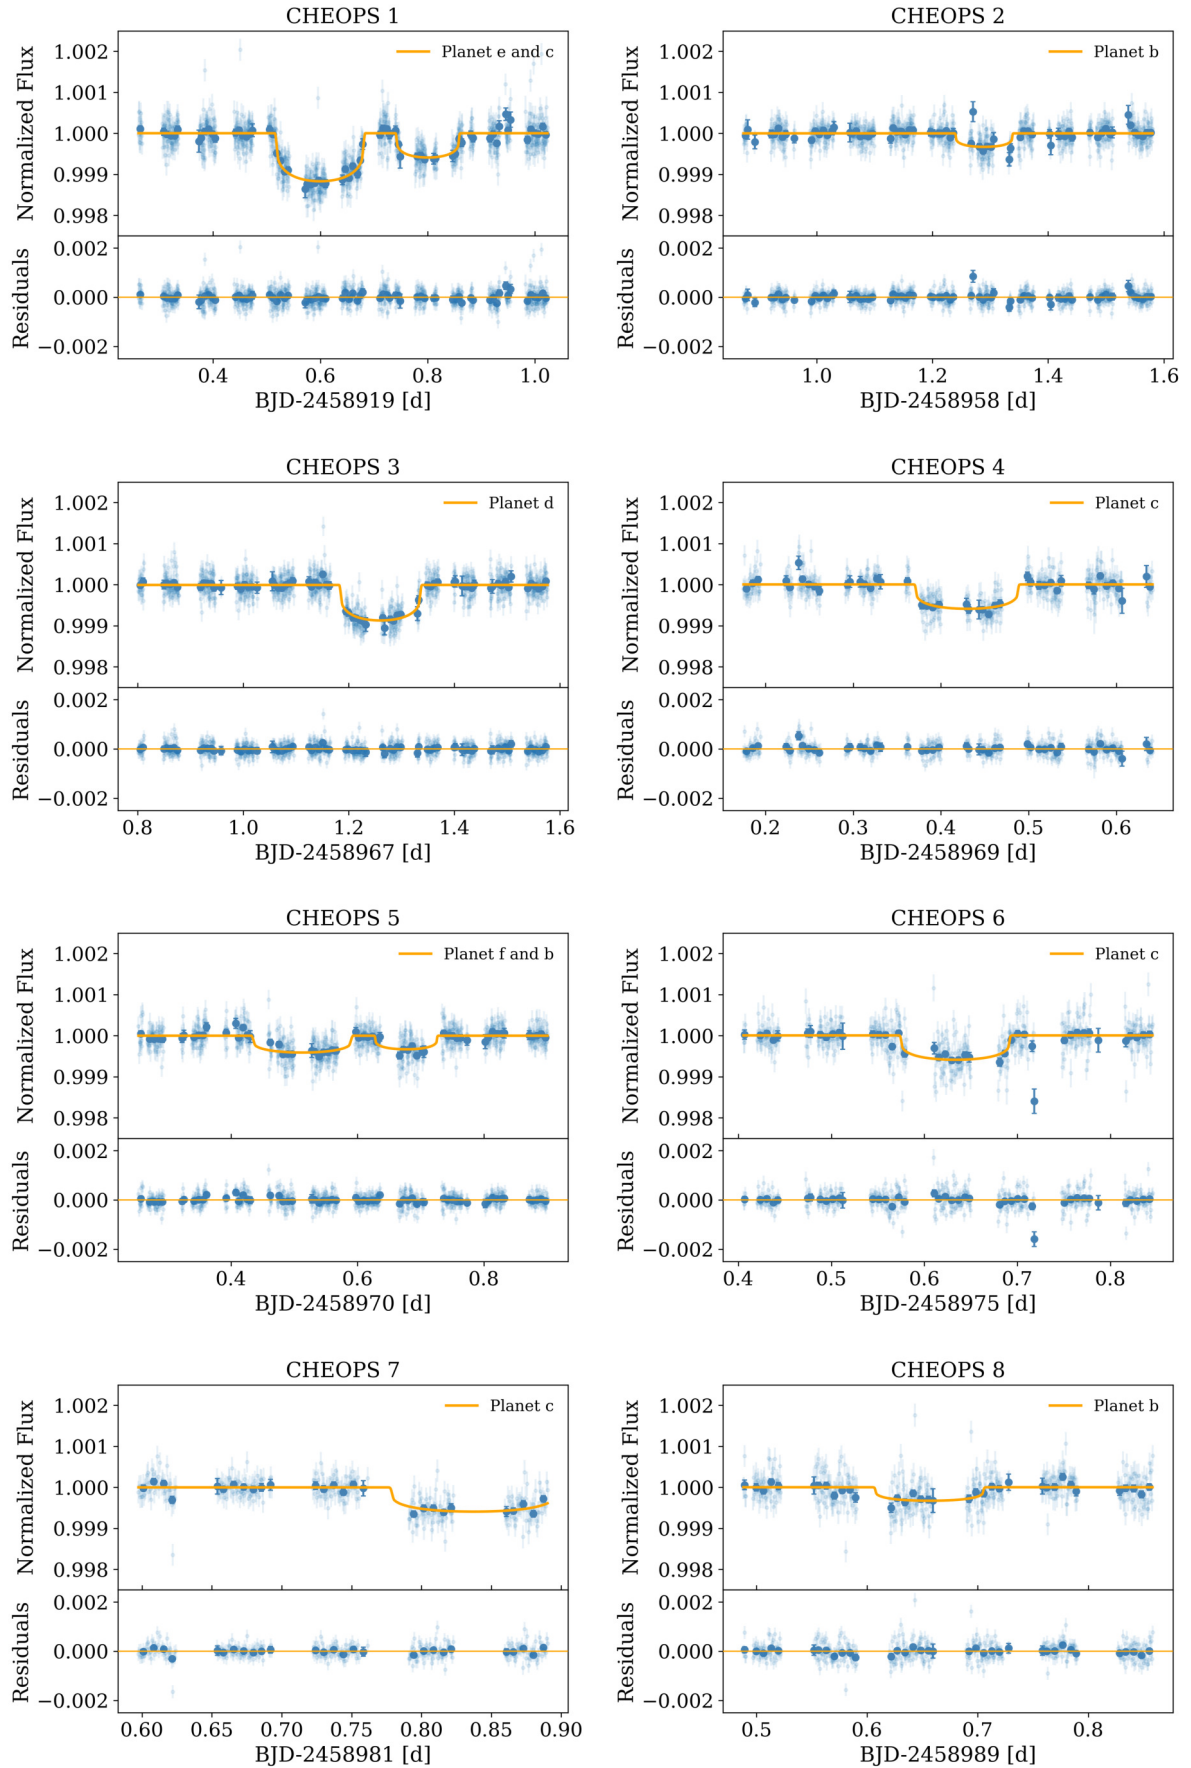 CHEOPS 1
Normalized Flux
1.002
1.001
1.000
0.999
0.998
Planet e and c
Residuals
0.002
0.000
−0.002
0.4 0.6 0.8 1.0
BJD-2458919 [d]
CHEOPS 2
Normalized Flux
1.002
1.001
1.000
0.999
0.998
Planet b
Residuals
0.002
0.000
−0.002
1.0 1.2 1.4 1.6
BJD-2458958 [d]
CHEOPS 3
Normalized Flux
1.002
1.001
1.000
0.999
0.998
Planet d
Residuals
0.002
0.000
−0.002
0.8 1.0 1.2 1.4 1.6
BJD-2458967 [d]
CHEOPS 4
Normalized Flux
1.002
1.001
1.000
0.999
0.998
Planet c
Residuals
0.002
0.000
−0.002
0.2 0.3 0.4 0.5 0.6
BJD-2458969 [d]
CHEOPS 5
Normalized Flux
1.002
1.001
1.000
0.999
0.998
Planet f and b
Residuals
0.002
0.000
−0.002
0.4 0.6 0.8
BJD-2458970 [d]
CHEOPS 6
Normalized Flux
1.002
1.001
1.000
0.999
0.998
Planet c
Residuals
0.002
0.000
−0.002
0.4 0.5 0.6 0.7 0.8
BJD-2458975 [d]
CHEOPS 7
Normalized Flux
1.002
1.001
1.000
0.999
0.998
Planet c
Residuals
0.002
0.000
−0.002
0.60 0.65 0.70 0.75 0.80 0.85 0.90
BJD-2458981 [d]
CHEOPS 8
Normalized Flux
1.002
1.001
1.000
0.999
0.998
Planet b
Residuals
0.002
0.000
−0.002
0.5 0.6 0.7 0.8
BJD-2458989 [d]